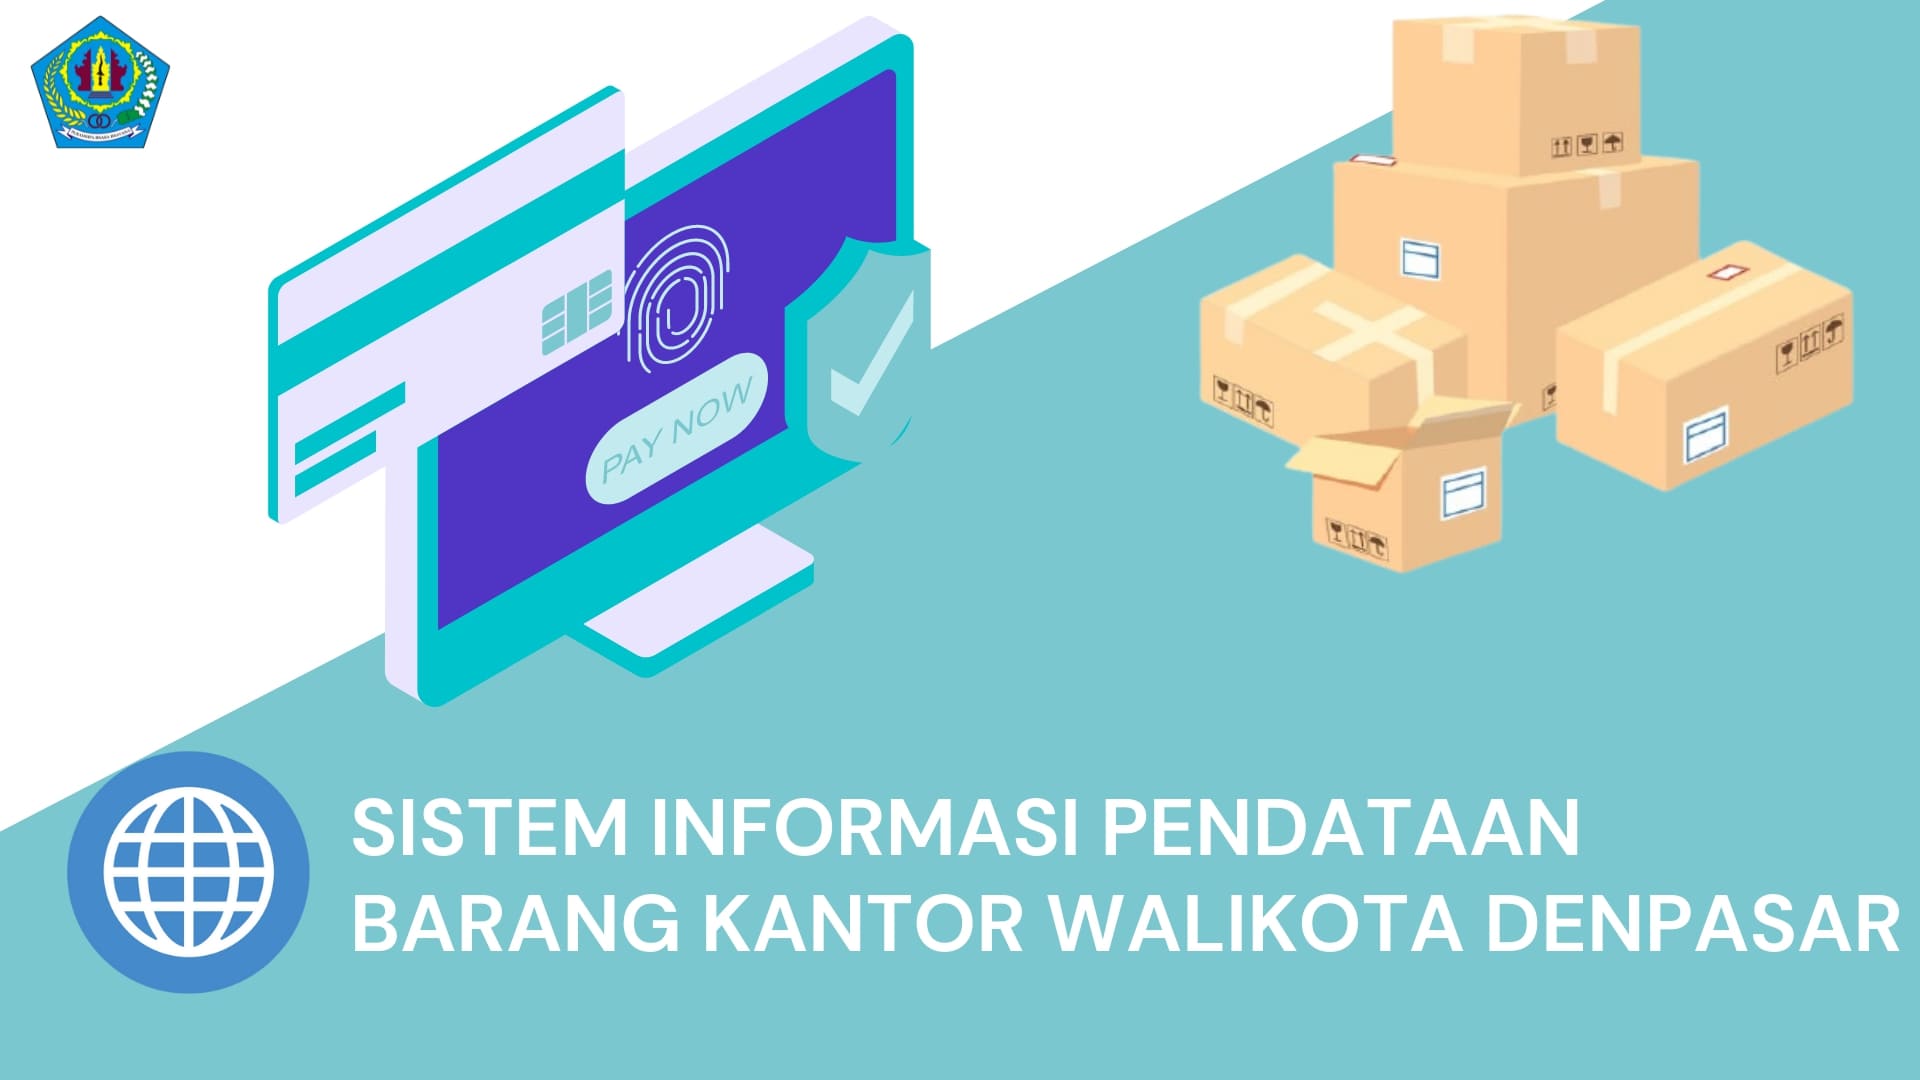 PAY NOW
SISTEM INFORMASI PENDATAAN
BARANG KANTOR WALIKOTA DENPASAR